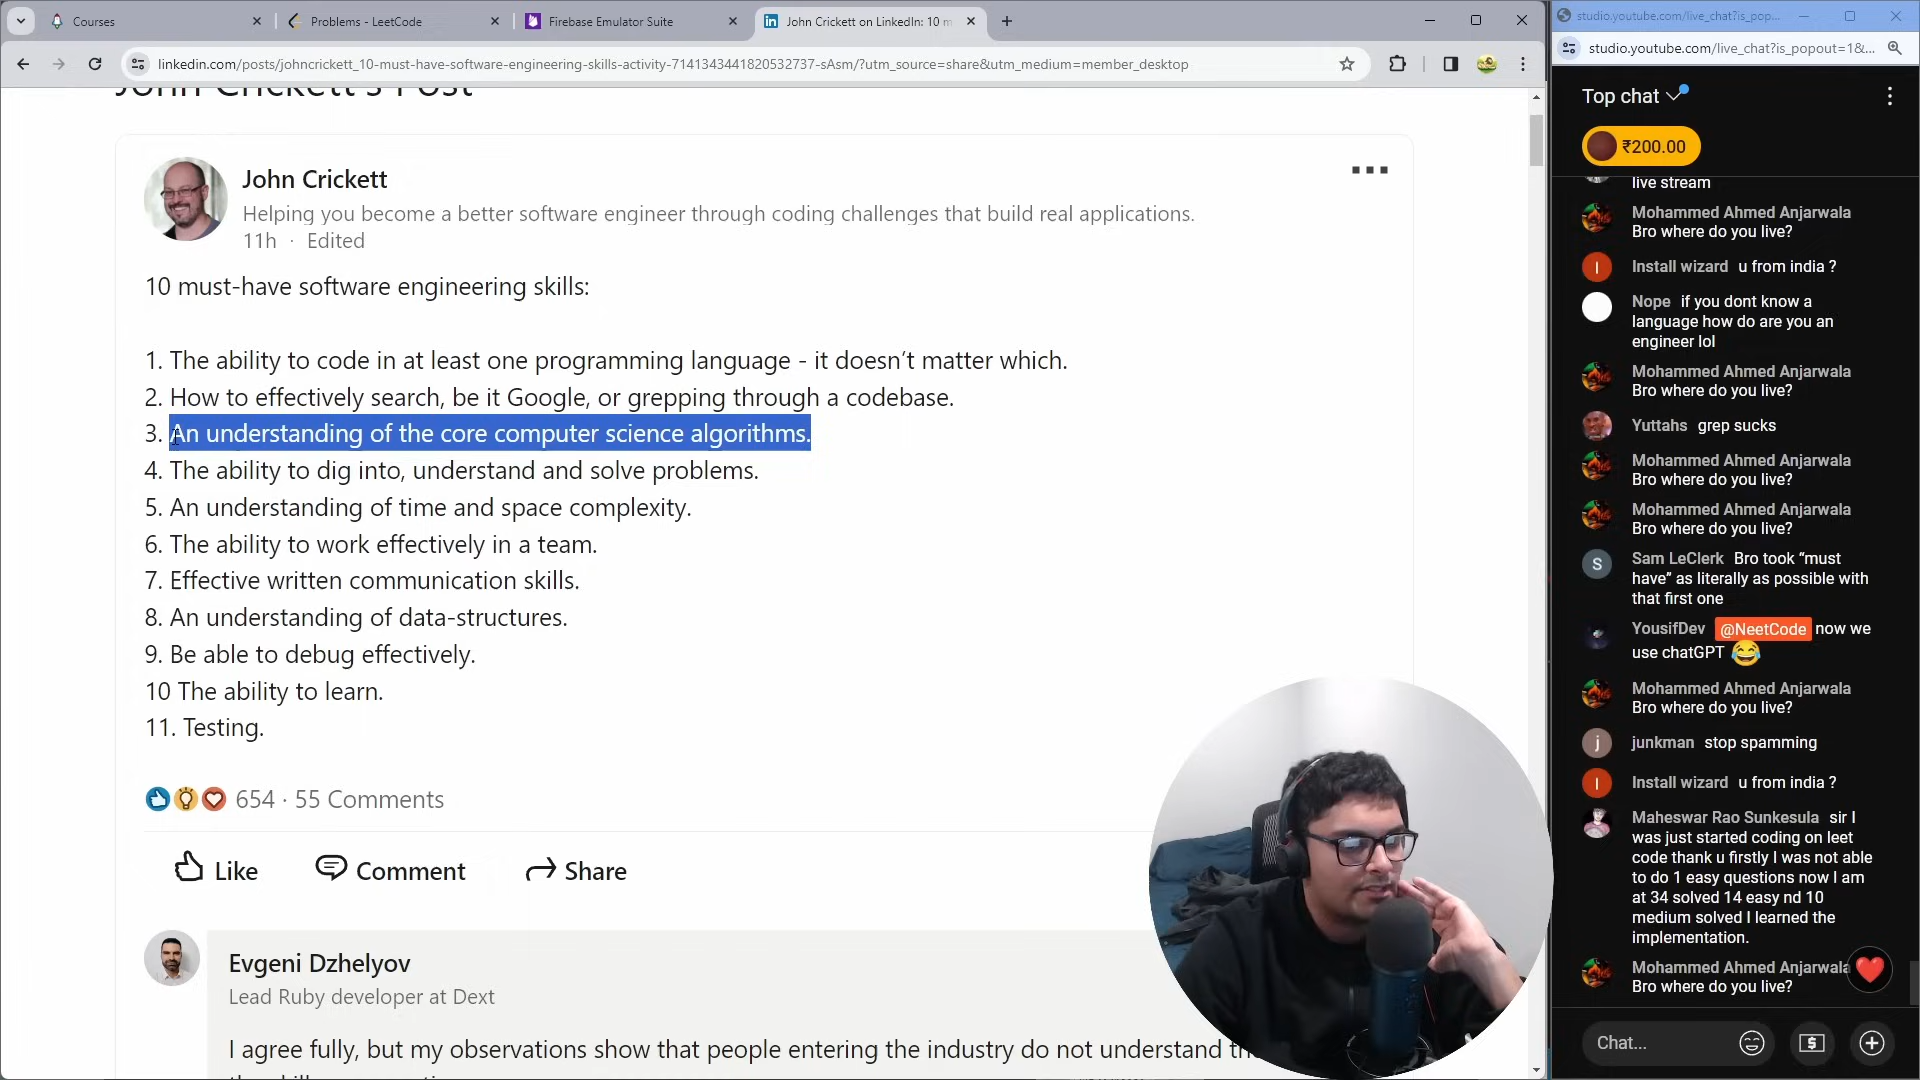 Courses
Problems - LeetCode
Firebase Emulator Suite
John Crickett on LinkedIn: 10 m
linkedin.com/posts/johncrickett_10-must-have-software-engineering-skills-activity-7141343441820532737-sAsm/?utm_source=share&utm_medium=member_desktop
John Crickett's Post
John Crickett
Helping you become a better software engineer through coding challenges that build real applications.
11h · Edited
10 must-have software engineering skills:
1. The ability to code in at least one programming language - it doesn’t matter which.
2. How to effectively search, be it Google, or grepping through a codebase.
3. An understanding of the core computer science algorithms.
4. The ability to dig into, understand and solve problems.
5. An understanding of time and space complexity.
6. The ability to work effectively in a team.
7. Effective written communication skills.
8. An understanding of data-structures.
9. Be able to debug effectively.
10 The ability to learn.
11. Testing.
654 · 55 Comments
Like
Comment
Share
Evgeni Dzhelyov
Lead Ruby developer at Dext
I agree fully, but my observations show that people entering the industry do not understand
studio.youtube.com/live_chat?is_pop...
studio.youtube.com/live_chat?is_popout=1&...
Top chat
₹200.00
live stream
Mohammed Ahmed Anjarwala
Bro where do you live?
Install wizard u from india ?
Nope if you dont know a
language how do are you an
engineer lol
Mohammed Ahmed Anjarwala
Bro where do you live?
Yuttahs grep sucks
Mohammed Ahmed Anjarwala
Bro where do you live?
Mohammed Ahmed Anjarwala
Bro where do you live?
S
Sam LeClerk Bro took “must
have” as literally as possible with
that first one
YousifDev @NeetCode now we
use chatGPT
Mohammed Ahmed Anjarwala
Bro where do you live?
j
junkman stop spamming
I
Install wizard u from india ?
Maheswar Rao Sunkesula sir I
was just started coding on leet
code thank u firstly I was not able
to do 1 easy questions now I am
at 34 solved 14 easy nd 10
medium solved I learned the
implementation.
Mohammed Ahmed Anjarwala
Bro where do you live?
Chat...